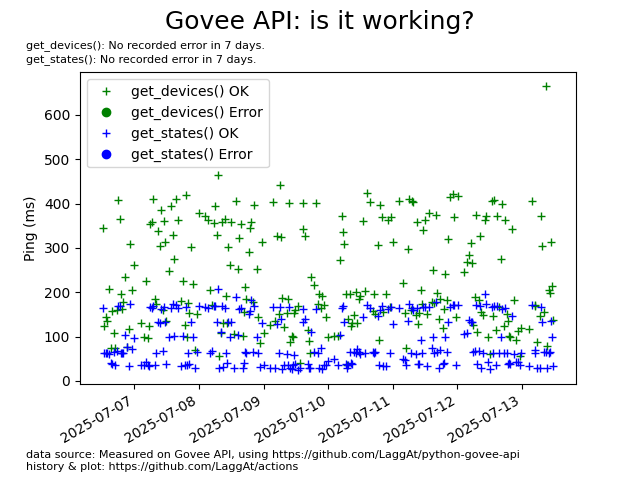 Govee API: is it working?
get_devices(): No recorded error in 7 days.
get_states(): No recorded error in 7 days.
get_devices() OK
get_devices() Error
get_states() OK
get_states() Error
Ping (ms)
600
500
400
300
200
100
0
2025-07-07
2025-07-08
2025-07-09
2025-07-10
2025-07-11
2025-07-12
2025-07-13
data source: Measured on Govee API, using https://github.com/LaggAt/python-govee-api
history & plot: https://github.com/LaggAt/actions